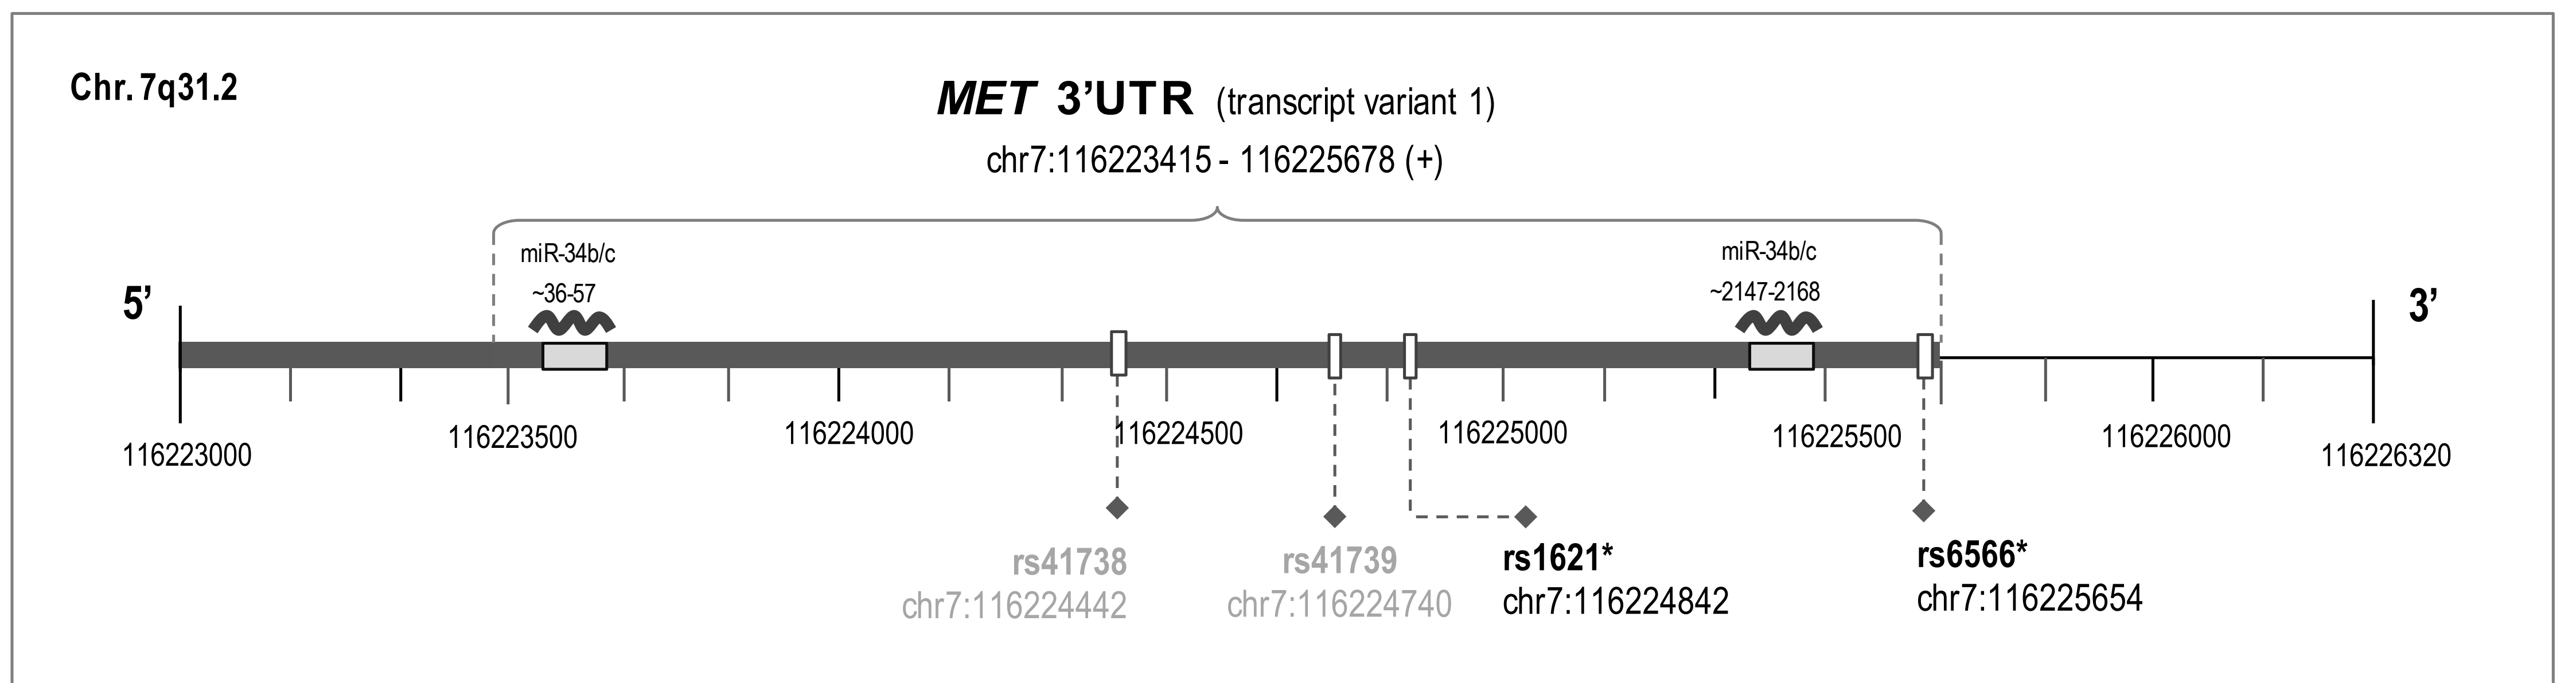 Chr. 7q31.2
MET 3’UTR (transcript variant 1)
chr7:116223415 - 116225678 (+)
miR-34b/c
~36-57
miR-34b/c
~2147-2168
5’
3’
116223000
116223500
116224000
116224500
116225000
116225500
116226000
116226320
rs41738
chr7:116224442
rs41739
chr7:116224740
rs1621*
chr7:116224842
rs6566*
chr7:116225654